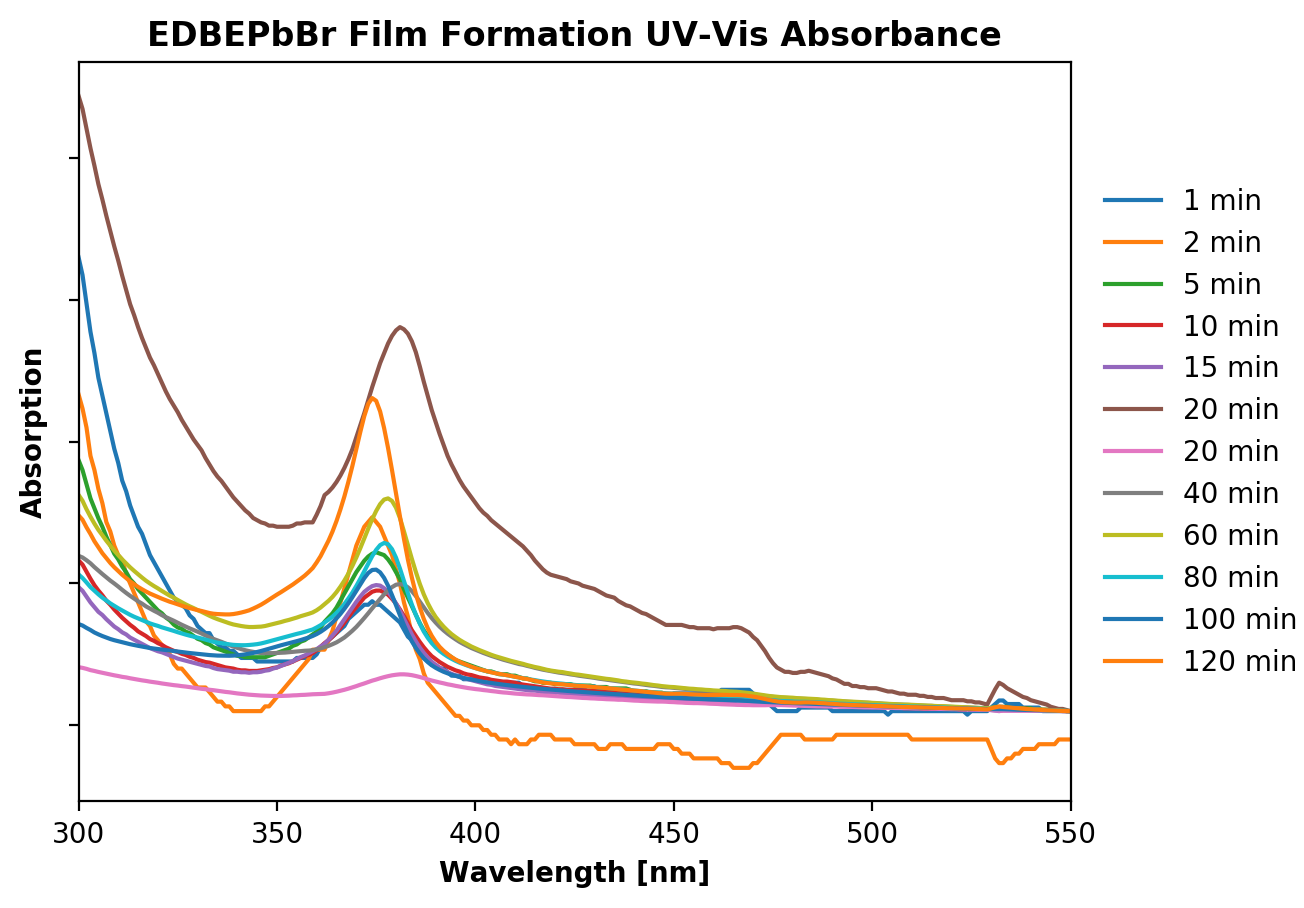 EDBEPbBr Film Formation UV-Vis Absorbance
Absorption
1 min
2 min
5 min
10 min
15 min
20 min
20 min
40 min
60 min
80 min
100 min
120 min
300 350 400 450 500 550
Wavelength [nm]